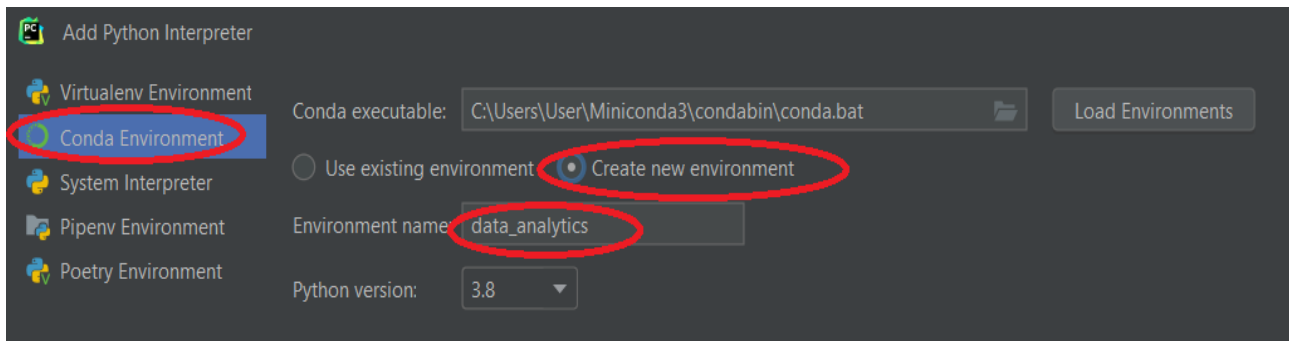 PC
Add Python Interpreter
Virtualenv Environment
Conda Environment
System Interpreter
Pipenv Environment
Poetry Environment
Conda executable: C:\Users\User\Miniconda3\condabin\conda.bat Load Environments
Use existing environment Create new environment
Environment name: data_analytics
Python version: 3.8